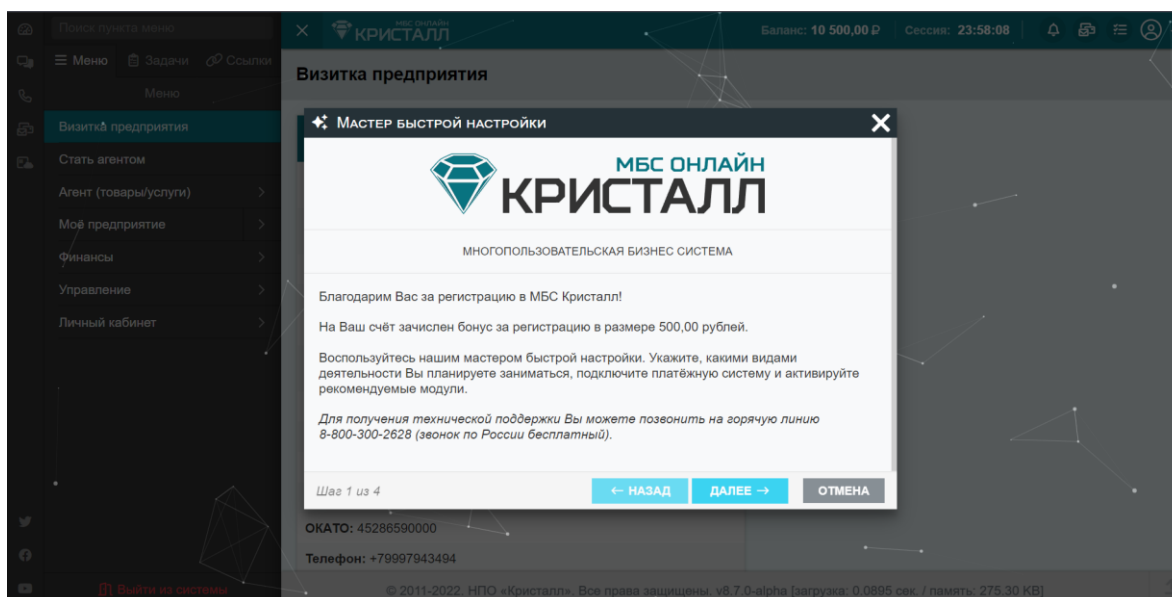 Поиск пункта меню
МБС ОНЛАЙН
КРИСТАЛЛ
Баланс: 10 500,00 ₽
Сессия: 23:58:08
Меню
Задачи
Ссылки
Меню
Визитка предприятия
Стать агентом
Агент (товары/услуги)
Моё предприятие
Финансы
Управление
Личный кабинет
Выйти из системы
Визитка предприятия
Мастер быстрой настройки
МБС ОНЛАЙН
КРИСТАЛЛ
МНОГОПОЛЬЗОВАТЕЛЬСКАЯ БИЗНЕС СИСТЕМА
Благодарим Вас за регистрацию в МБС Кристалл!
На Ваш счёт зачислен бонус за регистрацию в размере 500,00 рублей.
Воспользуйтесь нашим мастером быстрой настройки. Укажите, какими видами
деятельности Вы планируете заниматься, подключите платёжную систему и активируйте
рекомендуемые модули.
Для получения технической поддержки Вы можете позвонить на горячую линию
8-800-300-2628 (звонок по России бесплатный).
Шаг 1 из 4
← НАЗАД
ДАЛЕЕ →
ОТМЕНА
ОКАТО: 45286590000
Телефон: +79997943494
© 2011-2022. НПО «Кристалл». Все права защищены. v8.7.0-alpha [загрузка: 0.0895 сек. / память: 275.30 KB]